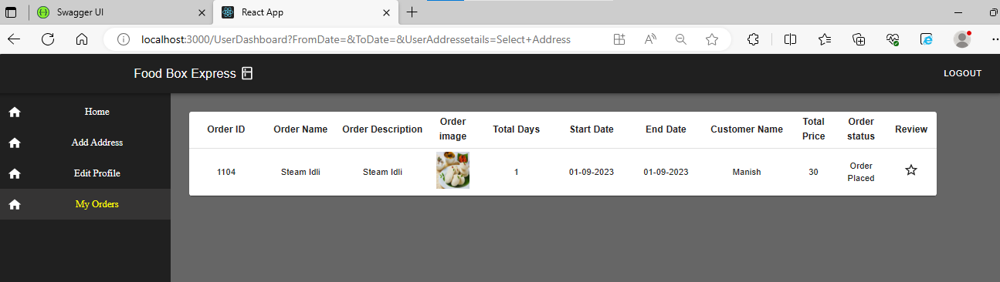 Swagger UI
React App
localhost:3000/UserDashboard?FromDate=&ToDate=&UserAddressetails=Select+Address
Food Box Express
LOGOUT
Home
Add Address
Edit Profile
My Orders
Order ID Order Name Order Description Order image Total Days Start Date End Date Customer Name Total Price Order status Review
1104 Steam Idli Steam Idli 1 01-09-2023 01-09-2023 Manish 30 Order Placed